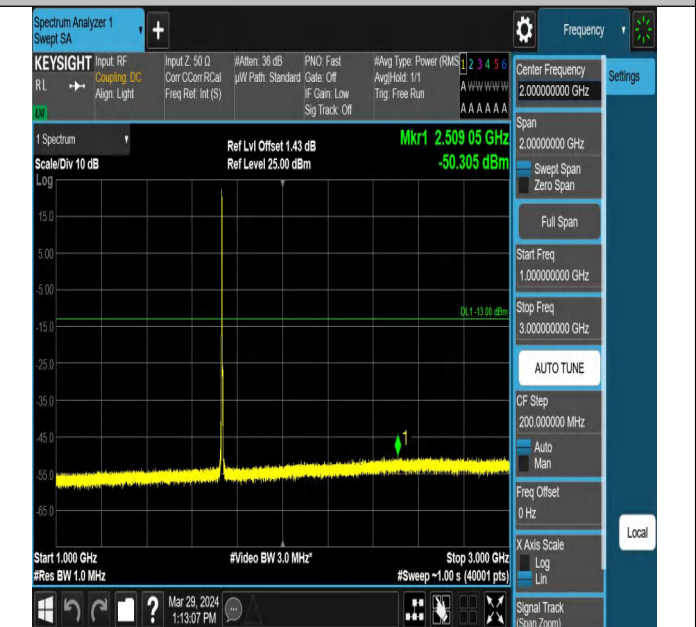 Spectrum Analyzer 1
Swept SA
+
Frequency
KEYSIGHT
RL
Input: RF
Coupling: DC
Align: Light
Input Z: 50 Ω
Corr CCorr RCal
Freq Ref: Int (S)
#Atten: 36 dB
µW Path: Standard
PNO: Fast
Gate: Off
IF Gain: Low
Sig Track: Off
#Avg Type: Power (RMS
Avg|Hold: 1/1
Trig: Free Run
1 2 3 4 5 6
A W W W W W
A A A A A A
1 Spectrum
Scale/Div 10 dB
Log
Ref Lvl Offset 1.43 dB
Ref Level 25.00 dBm
Mkr1 2.509 05 GHz
-50.305 dBm
15.0
5.00
-5.00
-15.0
-25.0
-35.0
-45.0
-55.0
-65.0
DL1 -13.00 dBm
1
Start 1.000 GHz
#Res BW 1.0 MHz
#Video BW 3.0 MHz*
Stop 3.000 GHz
#Sweep ~1.00 s (40001 pts)
Mar 29, 2024
1:13:07 PM
Center Frequency
2.000000000 GHz
Settings
Span
2.00000000 GHz
Swept Span
Zero Span
Full Span
Start Freq
1.000000000 GHz
Stop Freq
3.000000000 GHz
AUTO TUNE
CF Step
200.000000 MHz
Auto
Man
Freq Offset
0 Hz
X Axis Scale
Log
Lin
Local
Signal Track
(Span Zoom)